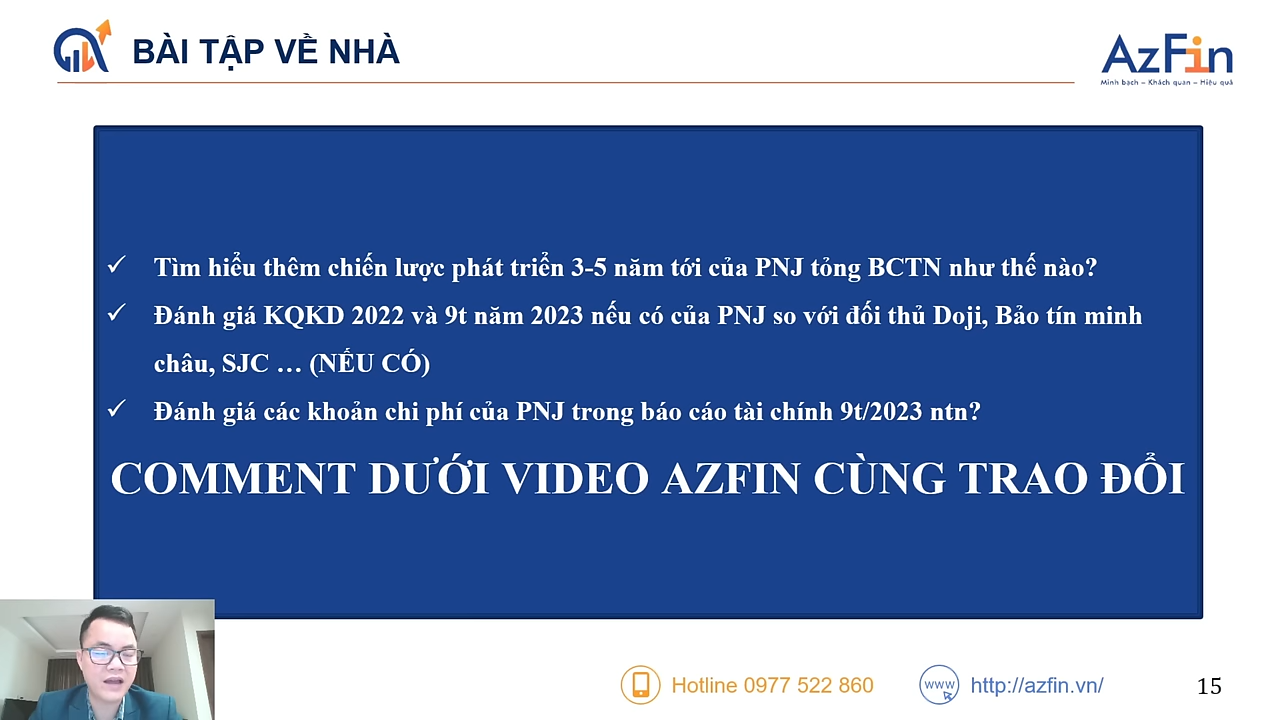 BÀI TẬP VỀ NHÀ
AzFin
Minh bạch – Khách quan – Hiệu quả
Tìm hiểu thêm chiến lược phát triển 3-5 năm tới của PNJ tỏng BCTN như thế nào?
Đánh giá KQKD 2022 và 9t năm 2023 nếu có của PNJ so với đối thủ Doji, Bảo tín minh
châu, SJC … (NẾU CÓ)
Đánh giá các khoản chi phí của PNJ trong báo cáo tài chính 9t/2023 ntn?
COMMENT DƯỚI VIDEO AZFIN CÙNG TRAO ĐỔI
Hotline 0977 522 860
www
http://azfin.vn/
15